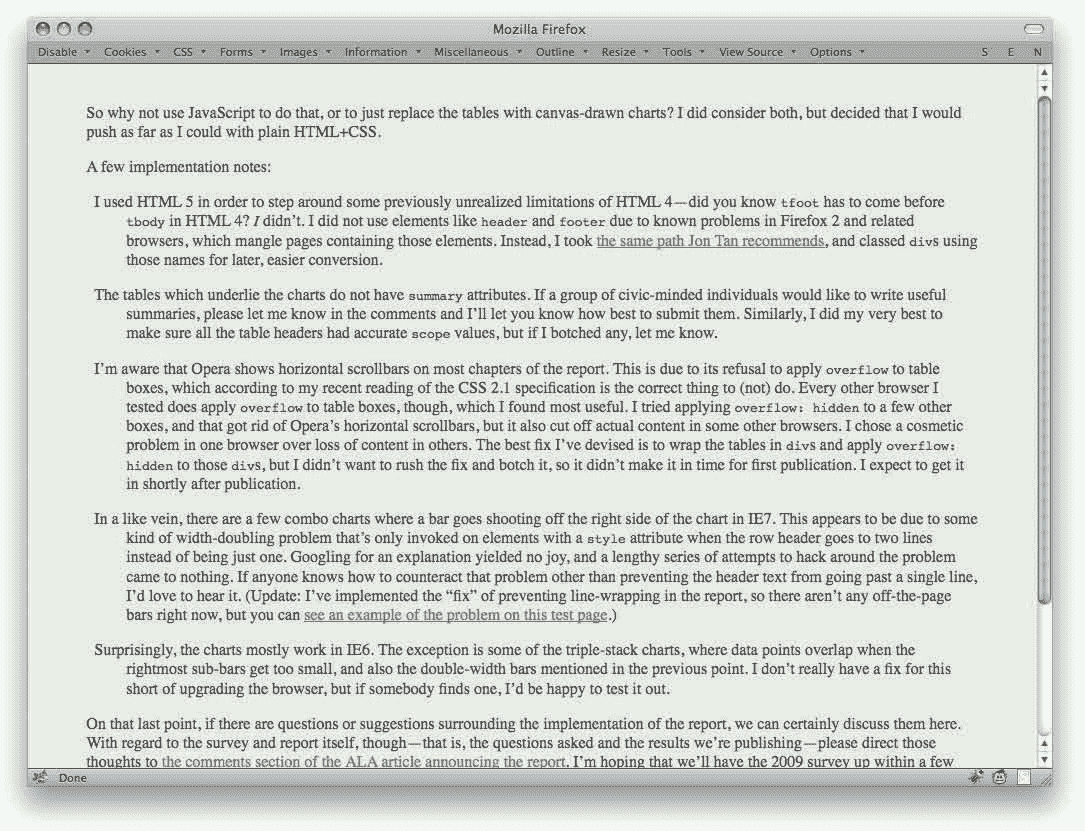 Mozilla Firefox
Disable Cookies CSS Forms Images Information Miscellaneous Outline Resize Tools View Source Options S E N
So why not use JavaScript to do that, or to just replace the tables with canvas-drawn charts? I did consider both, but decided that I would
push as far as I could with plain HTML+CSS.
A few implementation notes:
I used HTML 5 in order to step around some previously unrealized limitations of HTML 4—did you know tfoot has to come before
tbody in HTML 4? I didn’t. I did not use elements like header and footer due to known problems in Firefox 2 and related
browsers, which mangle pages containing those elements. Instead, I took the same path Jon Tan recommends, and classed divs using
those names for later, easier conversion.
The tables which underlie the charts do not have summary attributes. If a group of civic-minded individuals would like to write useful
summaries, please let me know in the comments and I’ll let you know how best to submit them. Similarly, I did my very best to
make sure all the table headers had accurate scope values, but if I botched any, let me know.
I’m aware that Opera shows horizontal scrollbars on most chapters of the report. This is due to its refusal to apply overflow to table
boxes, which according to my recent reading of the CSS 2.1 specification is the correct thing to (not) do. Every other browser I
tested does apply overflow to table boxes, though, which I found most useful. I tried applying overflow: hidden to a few other
boxes, and that got rid of Opera’s horizontal scrollbars, but it also cut off actual content in some other browsers. I chose a cosmetic
problem in one browser over loss of content in others. The best fix I’ve devised is to wrap the tables in divs and apply overflow:
hidden to those divs, but I didn’t want to rush the fix and botch it, so it didn’t make it in time for first publication. I expect to get it
in shortly after publication.
In a like vein, there are a few combo charts where a bar goes shooting off the right side of the chart in IE7. This appears to be due to some
kind of width-doubling problem that’s only invoked on elements with a style attribute when the row header goes to two lines
instead of being just one. Googling for an explanation yielded no joy, and a lengthy series of attempts to hack around the problem
came to nothing. If anyone knows how to counteract that problem other than preventing the header text from going past a single line,
I’d love to hear it. (Update: I’ve implemented the “fix” of preventing line-wrapping in the report, so there aren’t any off-the-page
bars right now, but you can see an example of the problem on this test page.)
Surprisingly, the charts mostly work in IE6. The exception is some of the triple-stack charts, where data points overlap when the
rightmost sub-bars get too small, and also the double-width bars mentioned in the previous point. I don’t really have a fix for this
short of upgrading the browser, but if somebody finds one, I’d be happy to test it out.
On that last point, if there are questions or suggestions surrounding the implementation of the report, we can certainly discuss them here.
With regard to the survey and report itself, though—that is, the questions asked and the results we’re publishing—please direct those
thoughts to the comments section of the ALA article announcing the report. I’m hoping that we’ll have the 2009 survey up within a few
Done